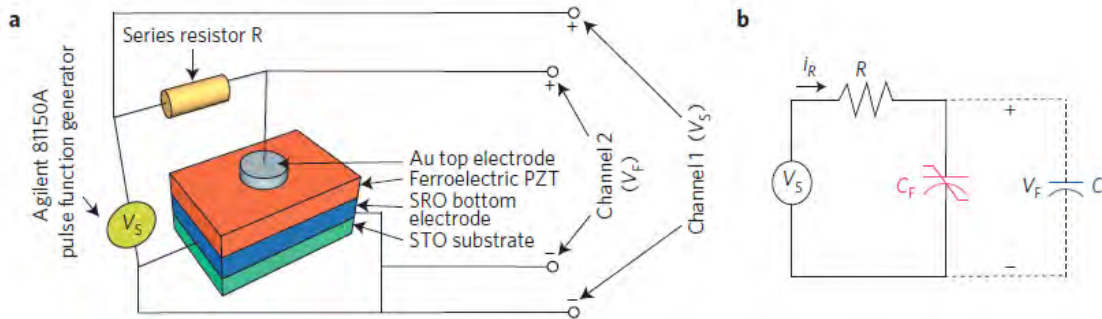 a
Series resistor R
Agilent 81150A
pulse function generator
V_S
Au top electrode
Ferroelectric PZT
SRO bottom
electrode
STO substrate
+
+
−
−
Channel 2
(V_F)
Channel 1 (V_S)
b
i_R
R
V_S
C_F
+
V_F
−
C